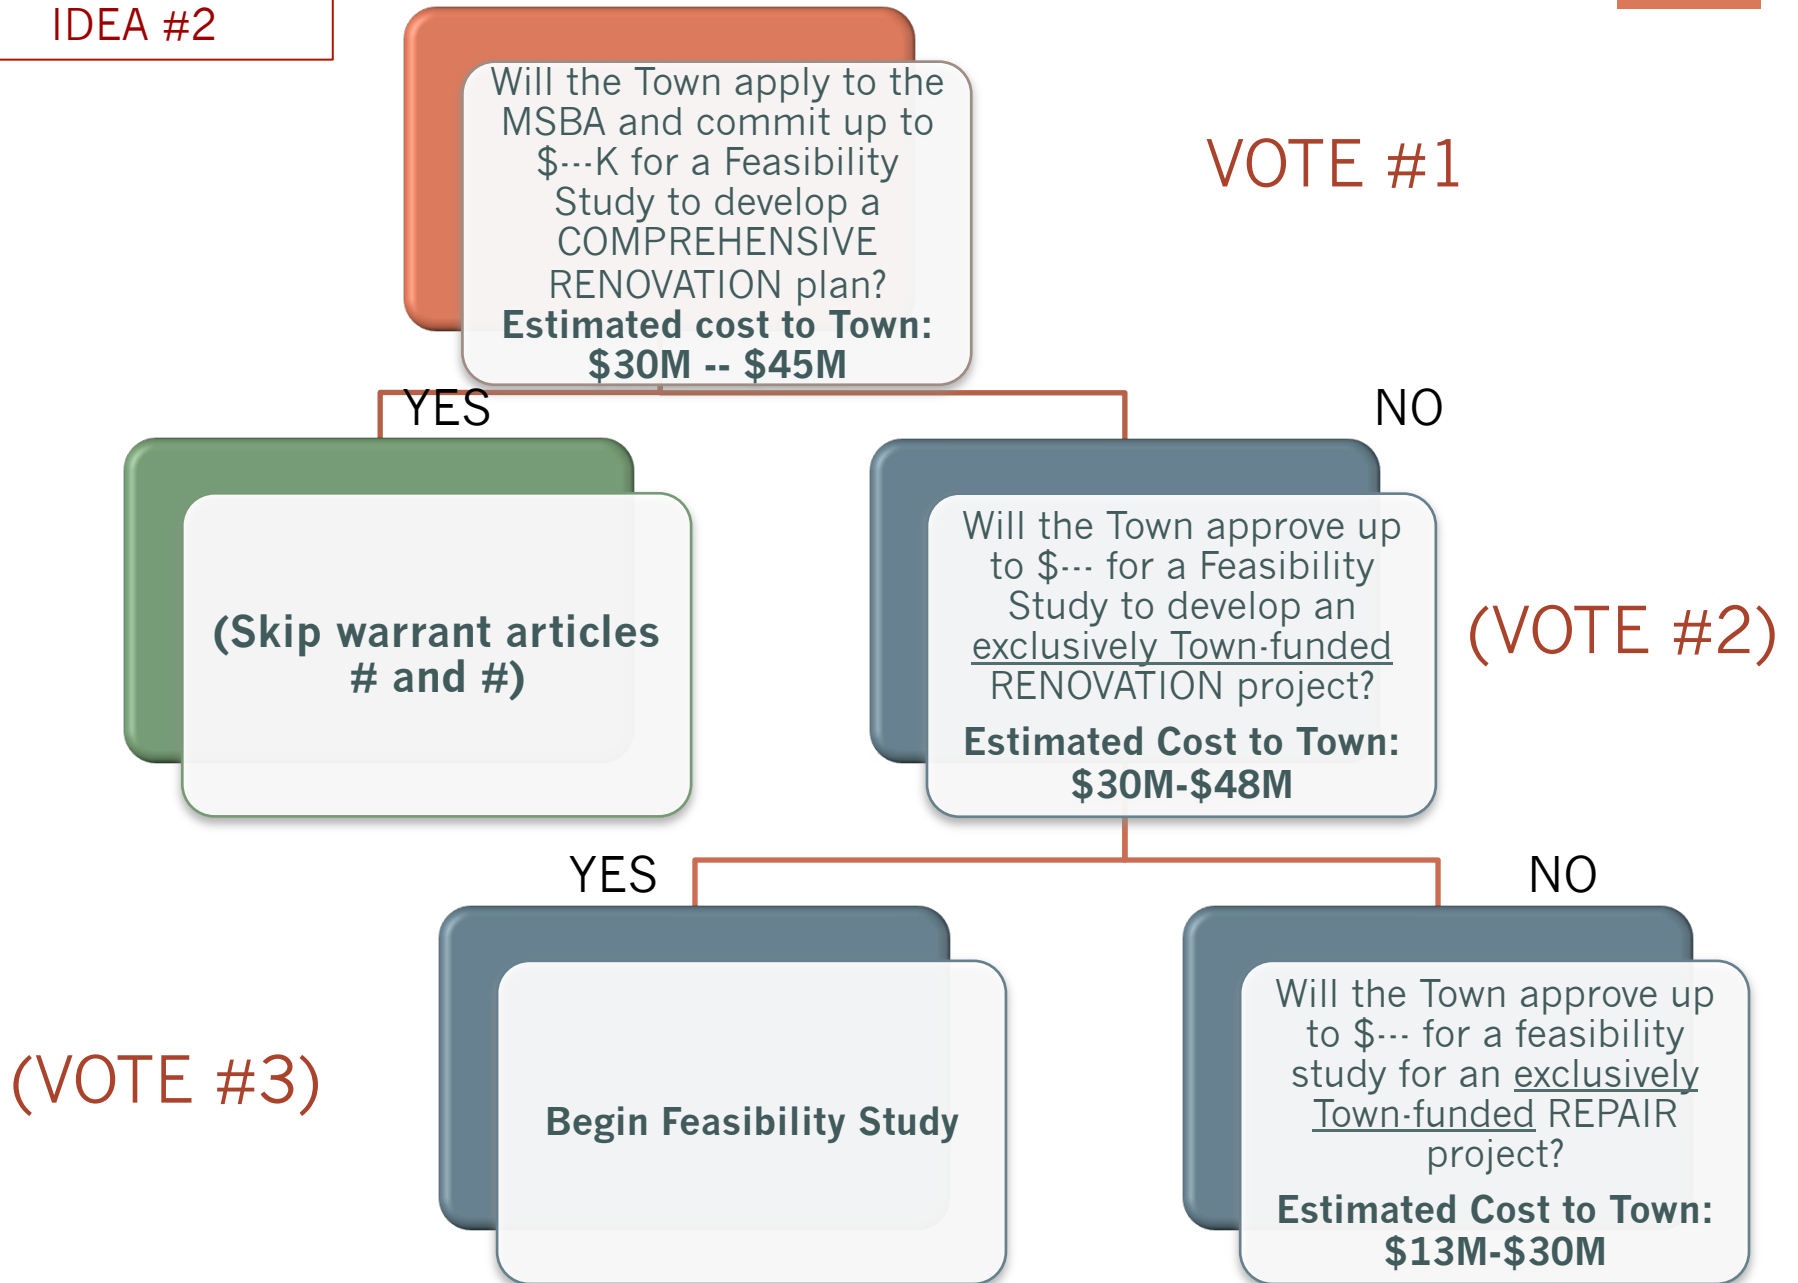 IDEA #2
Will the Town apply to the
MSBA and commit up to
$---K for a Feasibility
Study to develop a
COMPREHENSIVE
RENOVATION plan?
Estimated cost to Town:
$30M -- $45M
VOTE #1
YES
NO
(Skip warrant articles
# and #)
Will the Town approve up
to $--- for a Feasibility
Study to develop an
exclusively Town-funded
RENOVATION project?
Estimated Cost to Town:
$30M-$48M
(VOTE #2)
YES
NO
(VOTE #3)
Begin Feasibility Study
Will the Town approve up
to $--- for a feasibility
study for an exclusively
Town-funded REPAIR
project?
Estimated Cost to Town:
$13M-$30M